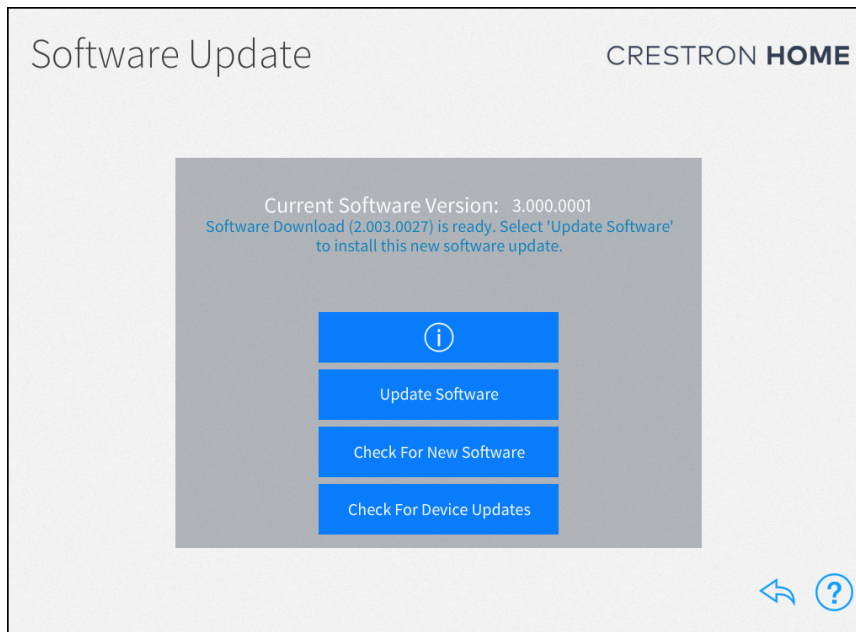 Software Update
CRESTRON HOME
Current Software Version: 3.000.0001
Software Download (2.003.0027) is ready. Select 'Update Software'
to install this new software update.
i
Update Software
Check For New Software
Check For Device Updates
?